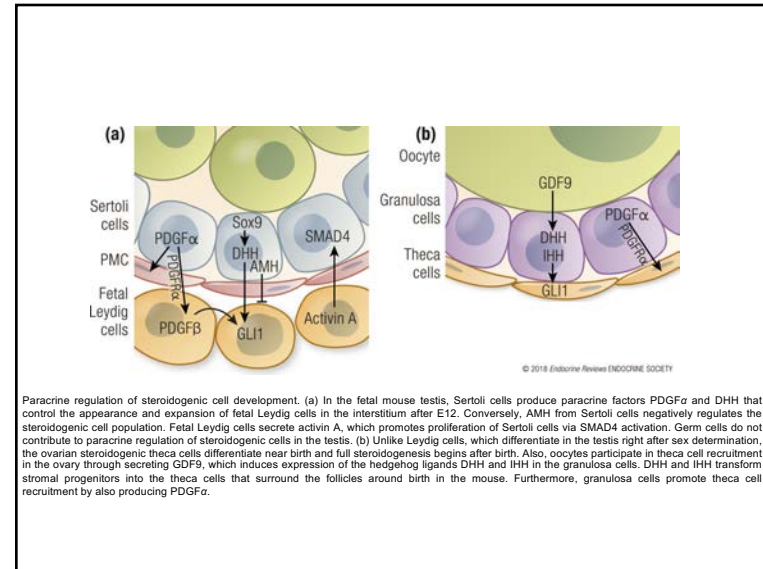 (a)
Sertoli cells
PMC
Fetal Leydig cells
PDGFα
PDGFRα
PDGFβ
Sox9
DHH
AMH
GLI1
SMAD4
Activin A
(b)
Oocyte
Granulosa cells
Theca cells
GDF9
DHH
IHH
GLI1
PDGFα
PDGFRα
© 2018 Endocrine Reviews ENDOCRINE SOCIETY
Paracrine regulation of steroidogenic cell development. (a) In the fetal mouse testis, Sertoli cells produce paracrine factors PDGFα and DHH that
control the appearance and expansion of fetal Leydig cells in the interstitium after E12. Conversely, AMH from Sertoli cells negatively regulates the
steroidogenic cell population. Fetal Leydig cells secrete activin A, which promotes proliferation of Sertoli cells via SMAD4 activation. Germ cells do not
contribute to paracrine regulation of steroidogenic cells in the testis. (b) Unlike Leydig cells, which differentiate in the testis right after sex determination,
the ovarian steroidogenic theca cells differentiate near birth and full steroidogenesis begins after birth. Also, oocytes participate in theca cell recruitment
in the ovary through secreting GDF9, which induces expression of the hedgehog ligands DHH and IHH in the granulosa cells. DHH and IHH transform
stromal progenitors into the theca cells that surround the follicles around birth in the mouse. Furthermore, granulosa cells promote theca cell
recruitment by also producing PDGFα.